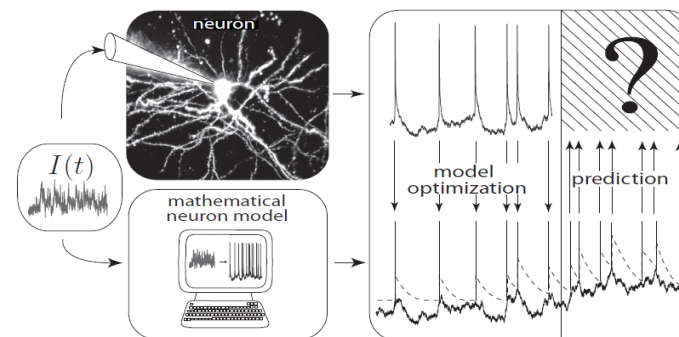 neuron
I(t)
mathematical
neuron model
model
optimization
prediction
?